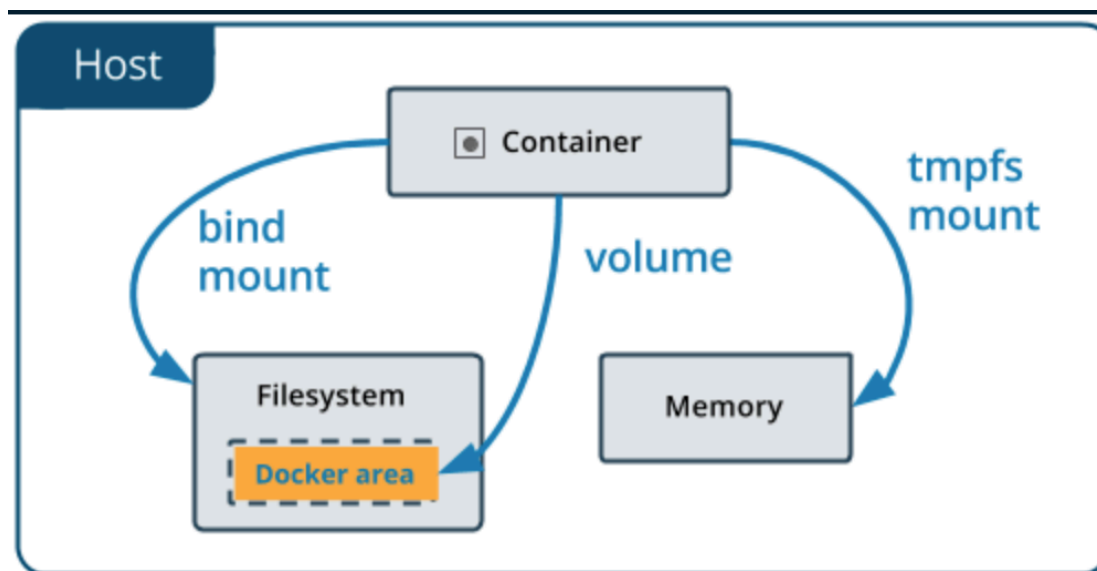 Host
Container
bind
mount
volume
tmpfs
mount
Filesystem
Docker area
Memory